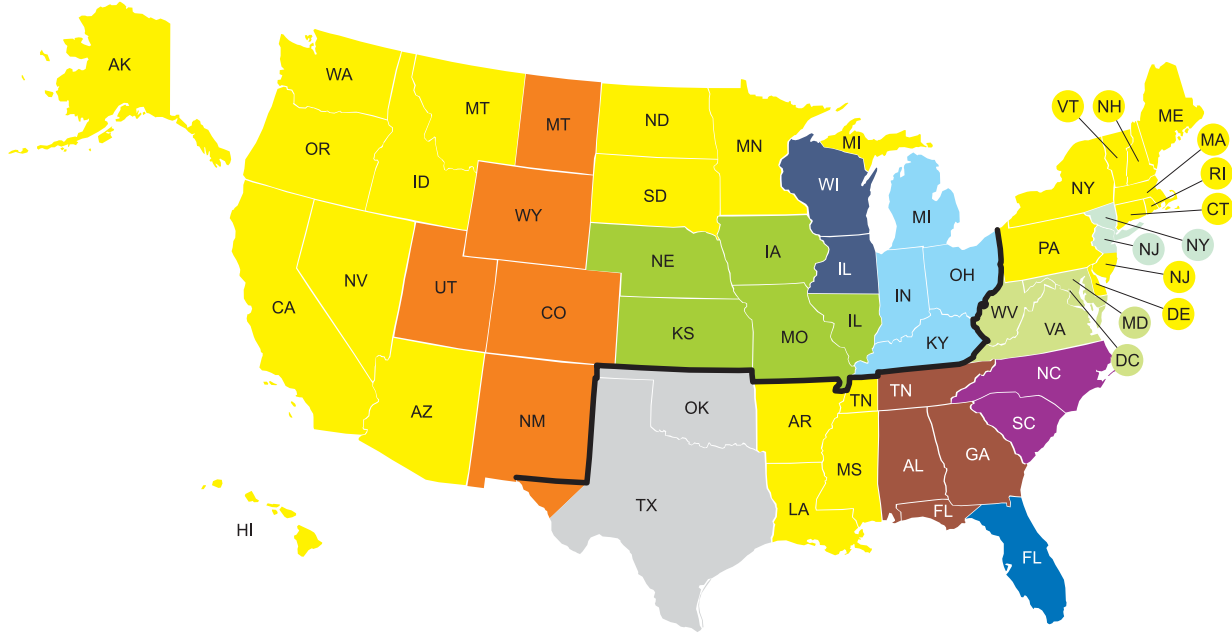 AK
WA
MT
MT
ND
MN
MI
VT
NH
ME
MA
OR
ID
WY
SD
WI
MI
NY
RI
CT
NY
NJ
NV
UT
CO
NE
IA
IL
IN
OH
PA
NJ
DE
CA
KS
MO
IL
KY
WV
VA
MD
DC
AZ
NM
OK
AR
TN
TN
NC
SC
TX
LA
MS
AL
GA
FL
FL
HI